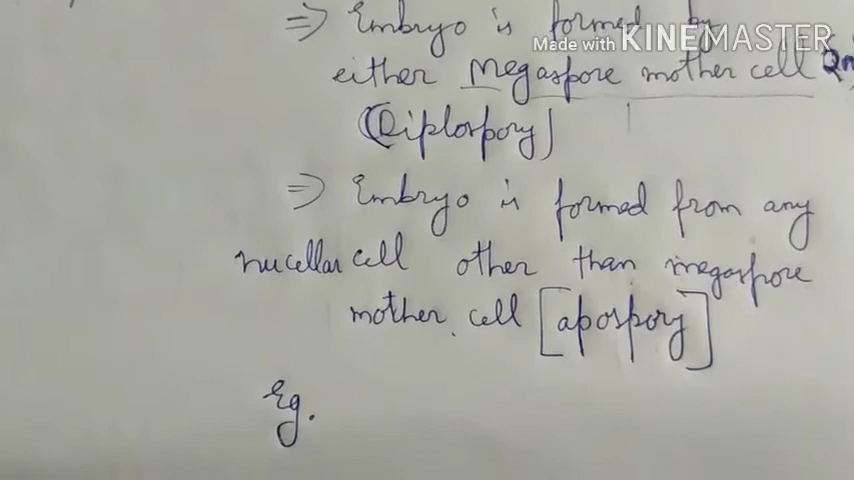 ⇒ Embryo is formed by
Made with KINEMASTER
either Megaspore mother cell 2n
(Diplospory)
⇒ Embryo is formed from any
nucellar cell other than megaspore
mother cell [apospory]
Eg.